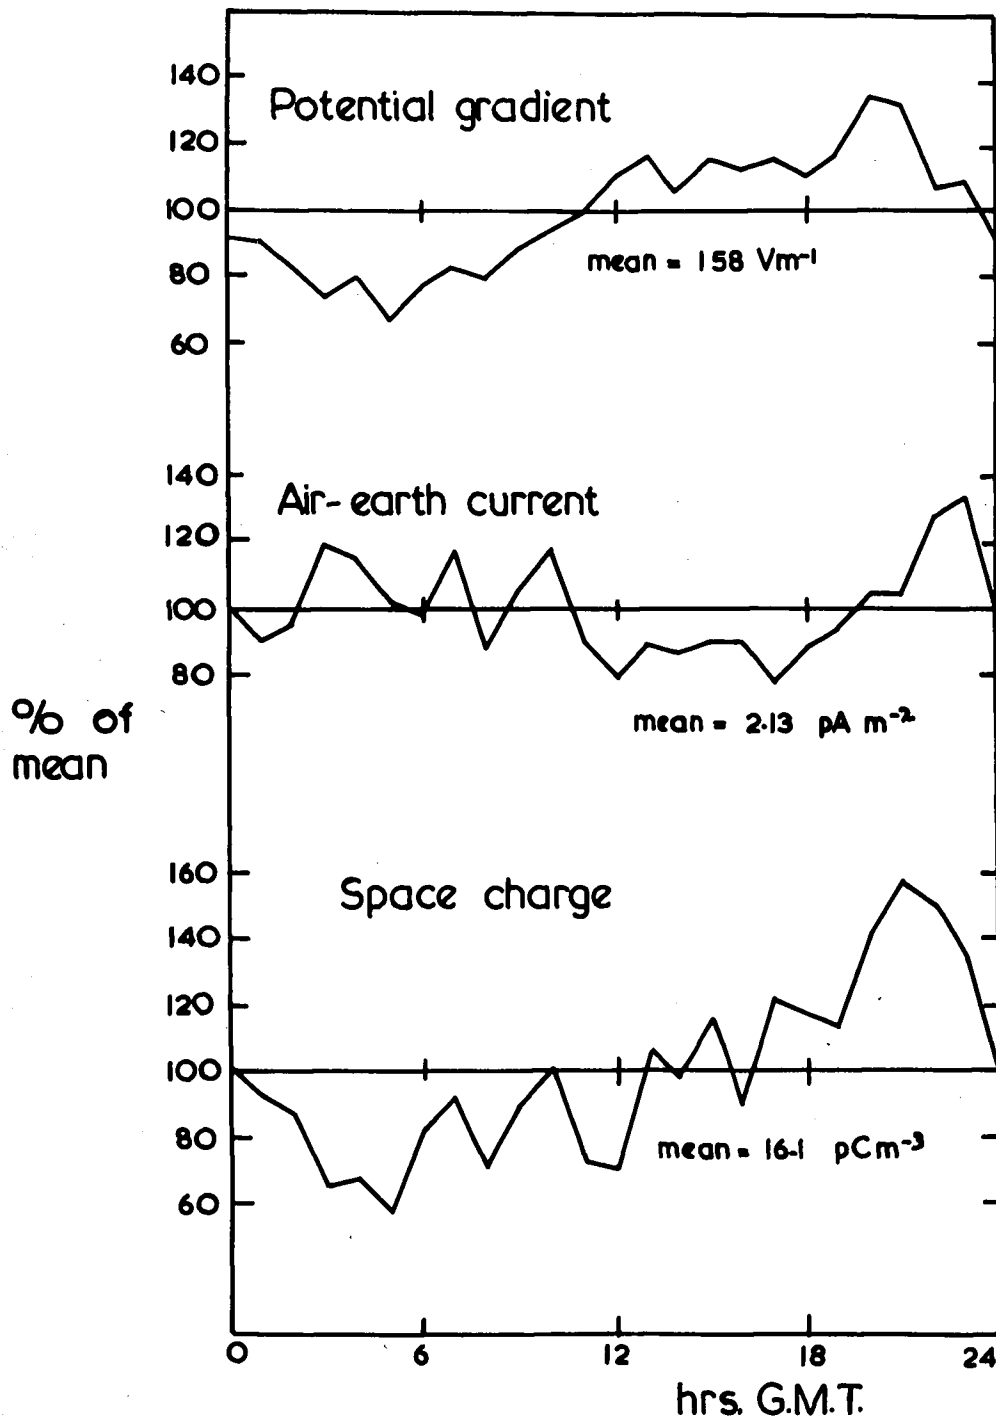 140
Potential gradient
120
100
mean = 158 Vm⁻¹
80
60
140
Air-earth current
120
100
80
% of
mean
mean = 2.13 pA m⁻²
160
Space charge
140
120
100
80
mean = 16.1 pCm⁻³
60
0 6 12 18 24
hrs. G.M.T.